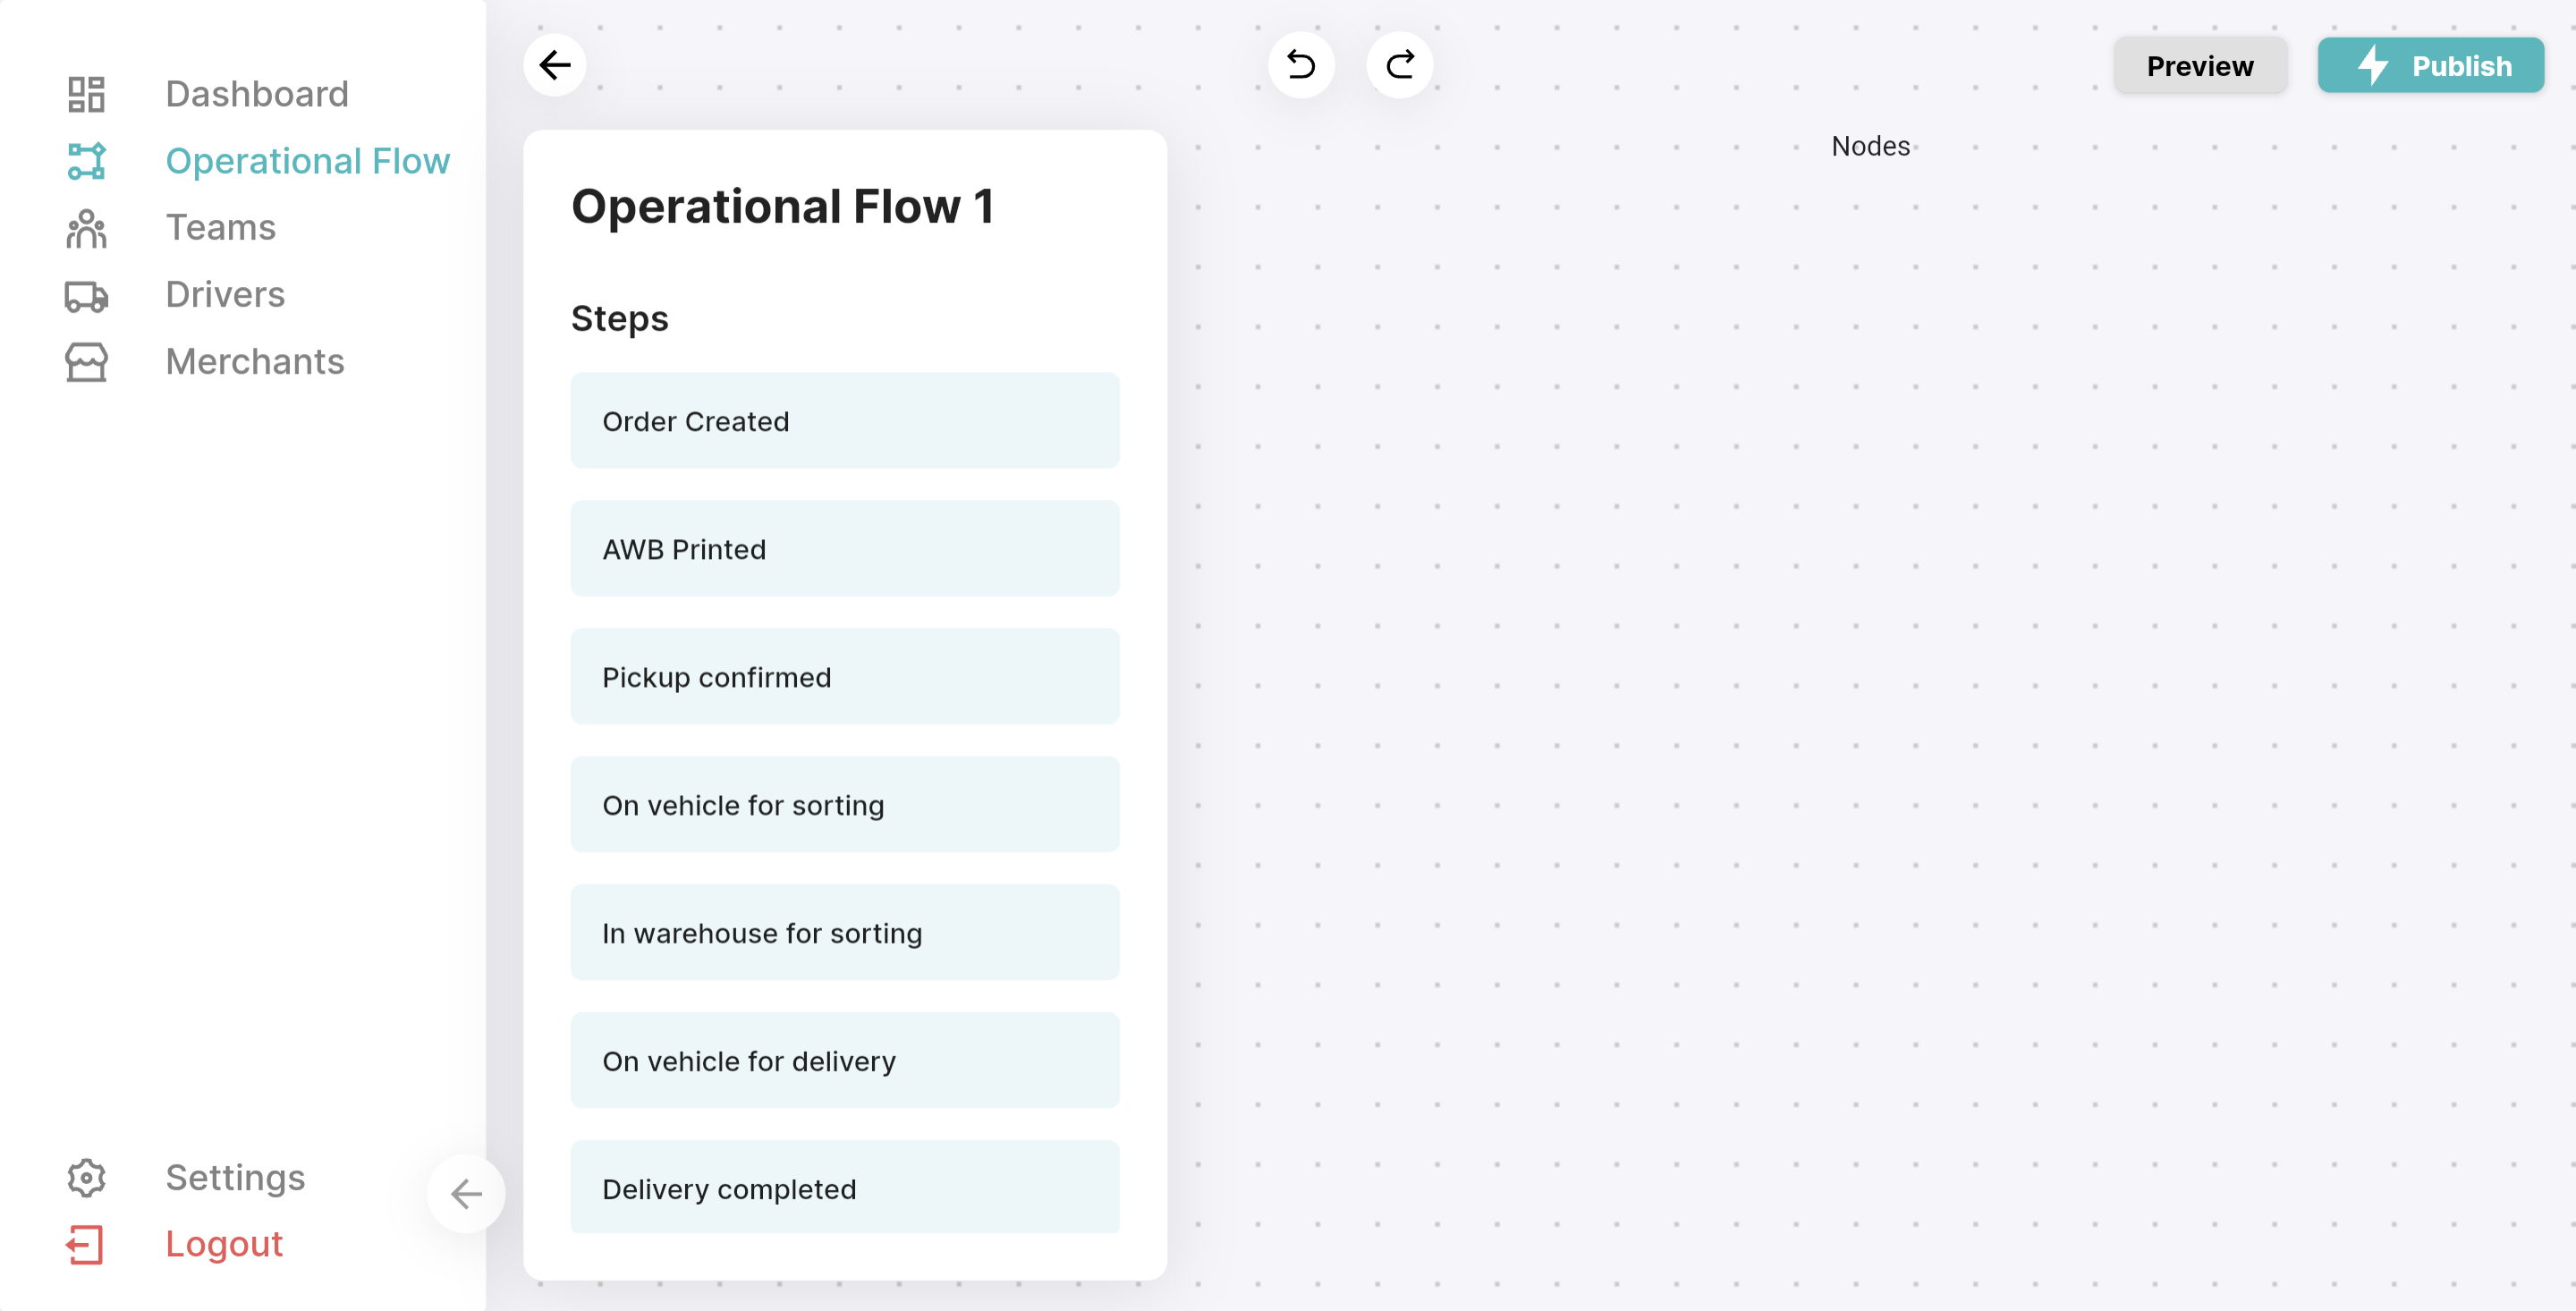 Dashboard
Operational Flow
Teams
Drivers
Merchants
Settings
Logout
Preview
Publish
Operational Flow 1
Steps
Order Created
AWB Printed
Pickup confirmed
On vehicle for sorting
In warehouse for sorting
On vehicle for delivery
Delivery completed
Nodes